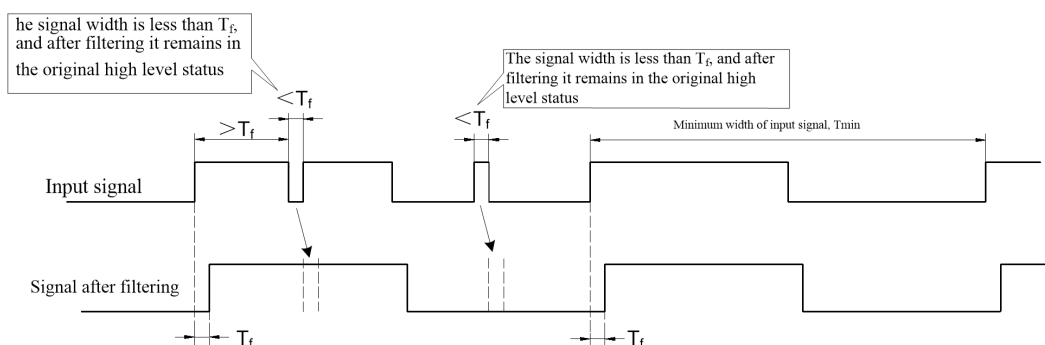 he signal width is less than Tf,
and after filtering it remains in
the original high level status
The signal width is less than Tf, and after
filtering it remains in the original high
level status
<Tf
<Tf
>Tf
Minimum width of input signal, Tmin
Input signal
Signal after filtering
Tf
Tf